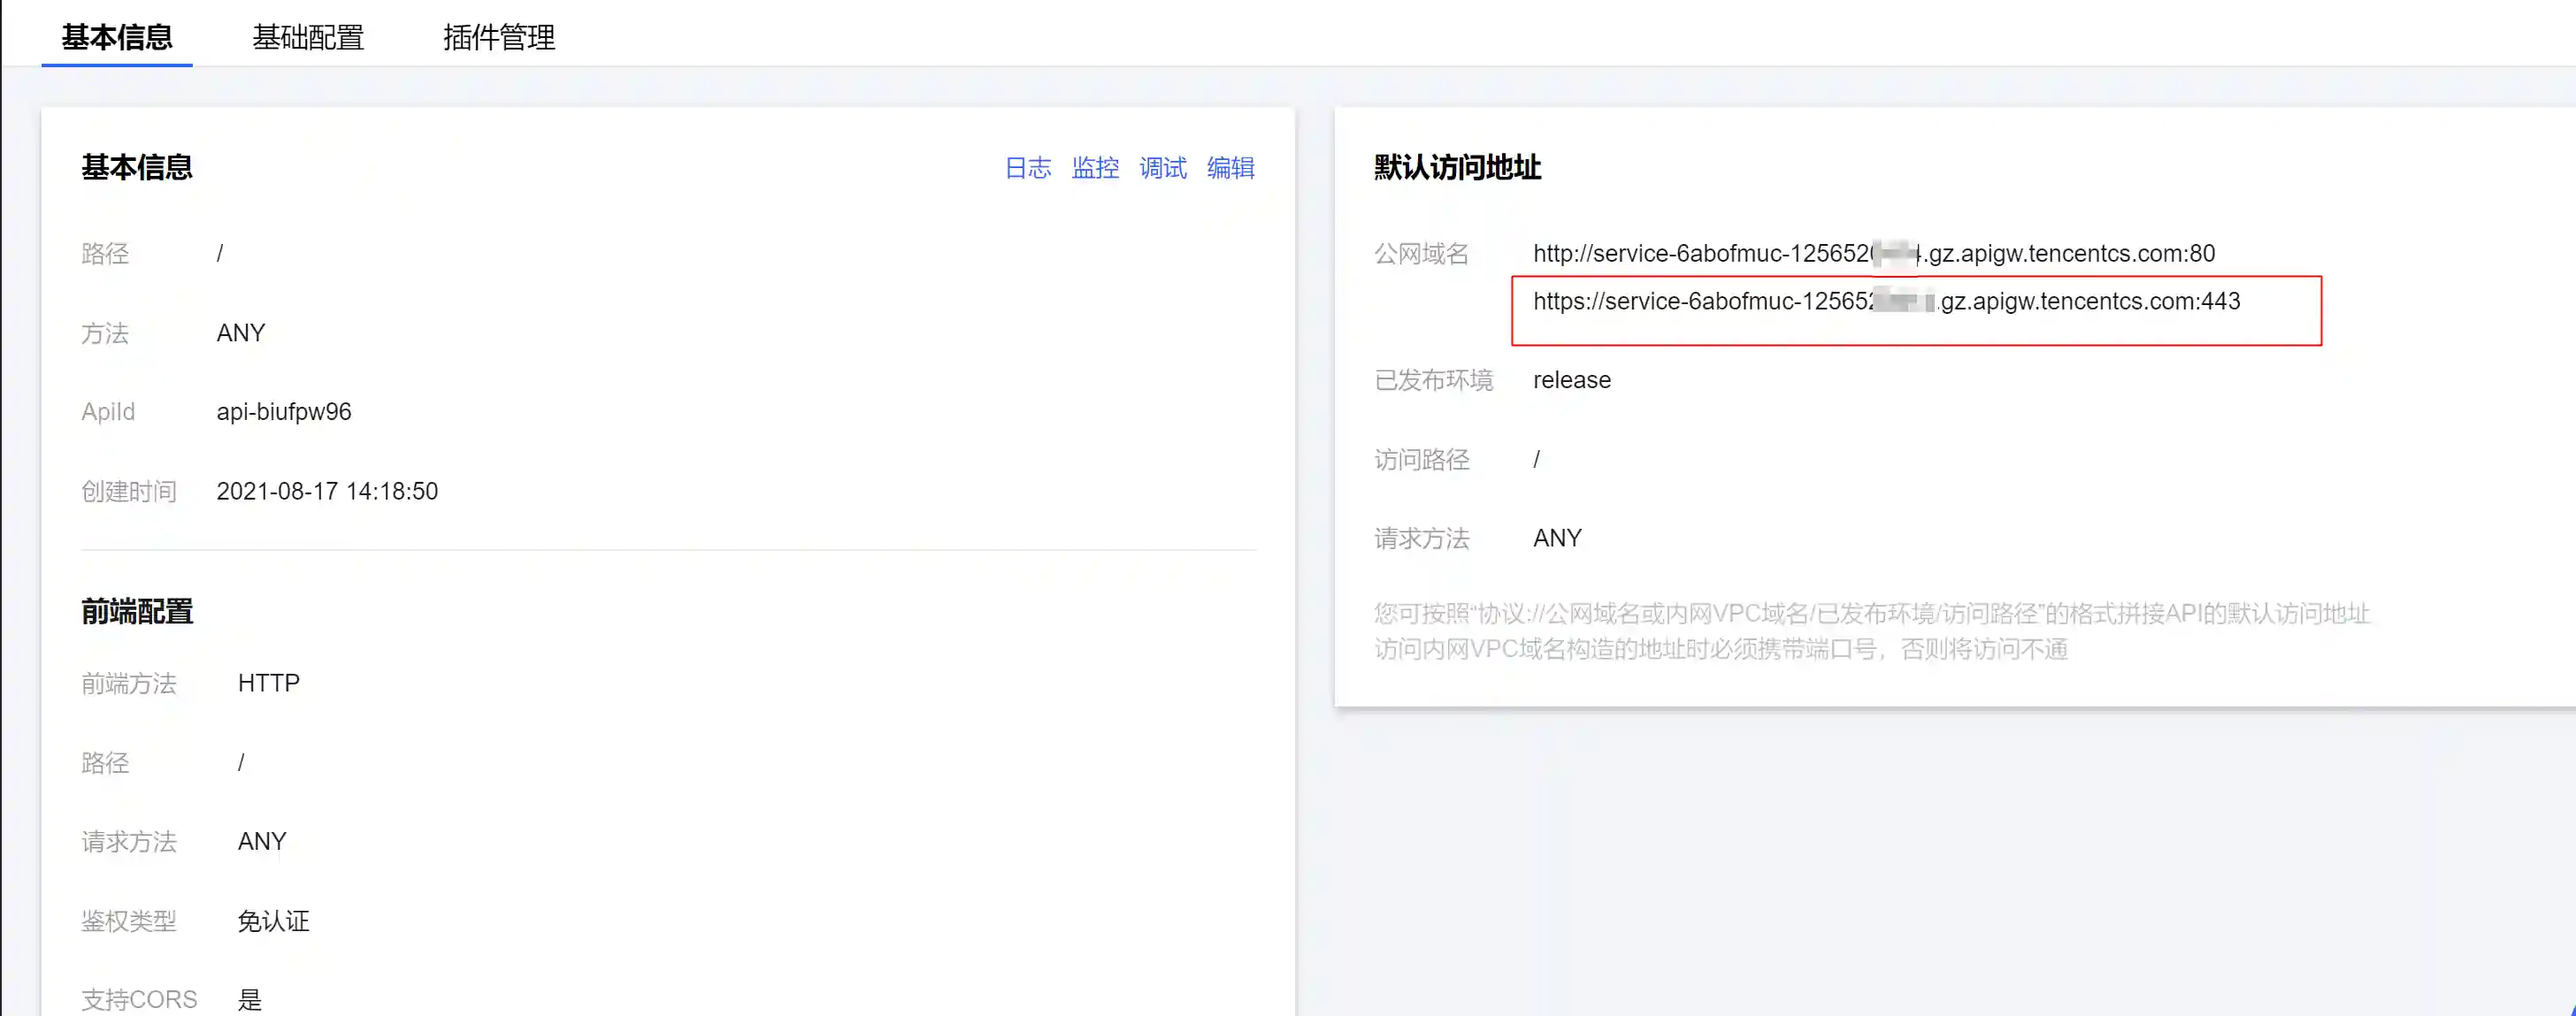 基本信息 基础配置 插件管理
基本信息 日志 监控 调试 编辑
路径 /
方法 ANY
ApiId api-biufpw96
创建时间 2021-08-17 14:18:50
前端配置
前端方法 HTTP
路径 /
请求方法 ANY
鉴权类型 免认证
支持CORS 是
默认访问地址
公网域名 http://service-6abofmuc-125652 .gz.apigw.tencentcs.com:80
https://service-6abofmuc-12565 .gz.apigw.tencentcs.com:443
已发布环境 release
访问路径 /
请求方法 ANY
您可按照“协议://公网域名或内网VPC域名/已发布环境/访问路径”的格式拼接API的默认访问地址
访问内网VPC域名构造的地址时必须携带端口号，否则将访问不通